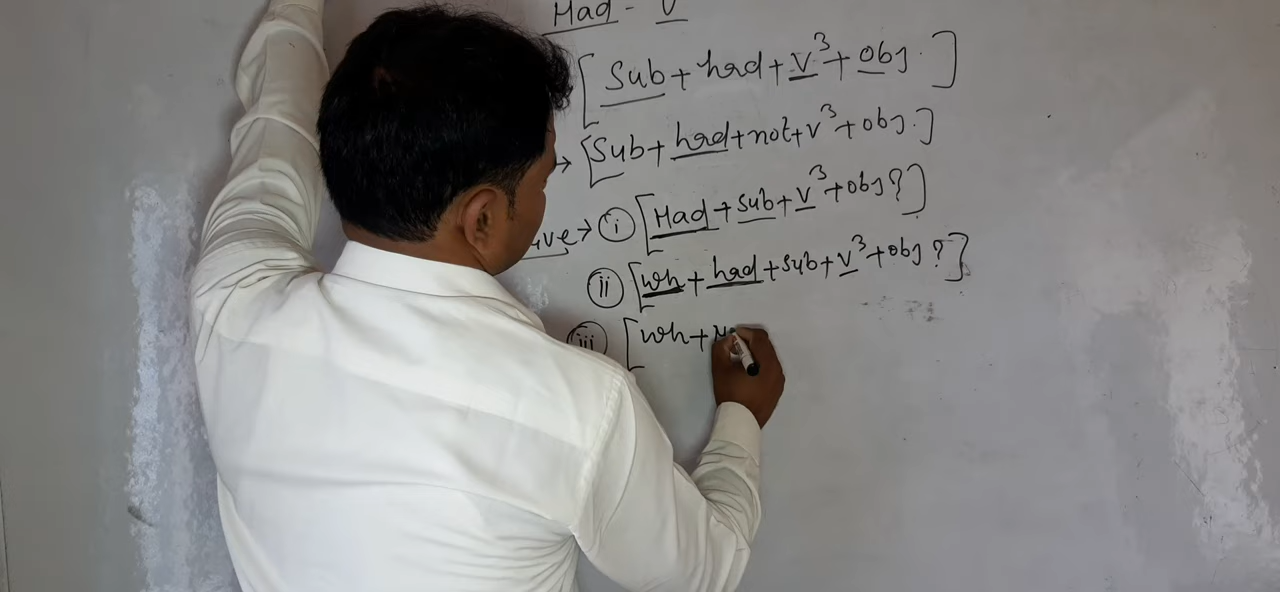 Had - V
[Sub + had + V³ + Obj.]
→ [Sub + had + not + V³ + obj.]
ive → (i) [Had + Sub + V³ + Obj?]
(ii) [wh + had + sub + V³ + obj?]
(iii) [Wh +